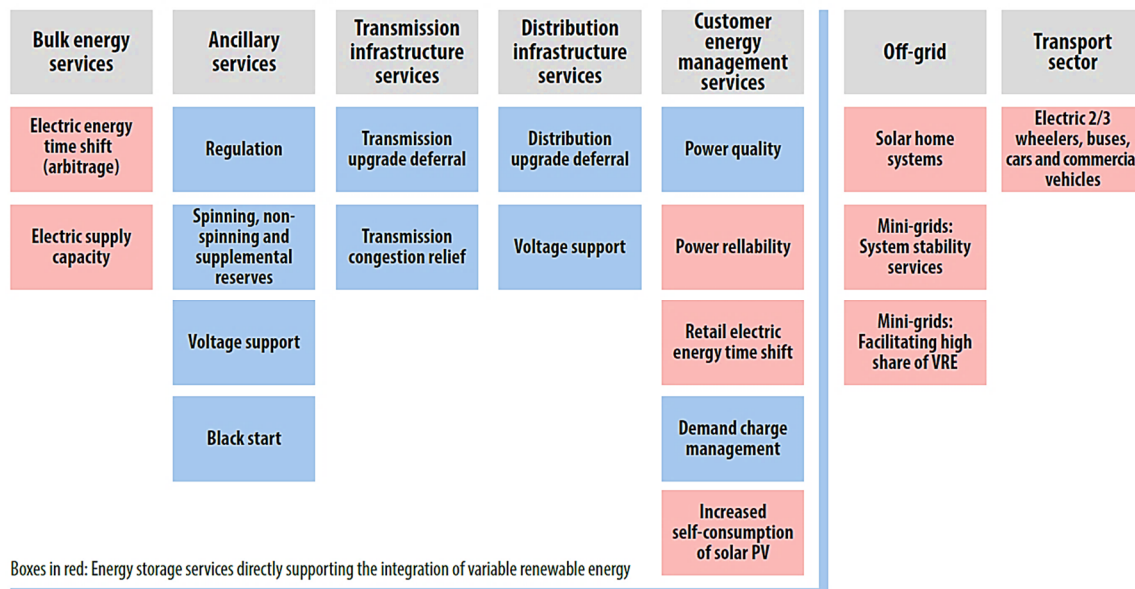 Bulk energy
services
Ancillary
services
Transmission
infrastructure
services
Distribution
infrastructure
services
Customer
energy
management
services
Off-grid
Transport
sector
Electric energy
time shift
(arbitrage)
Electric supply
capacity
Regulation
Spinning, non-
spinning and
supplemental
reserves
Voltage support
Black start
Transmission
upgrade deferral
Transmission
congestion relief
Distribution
upgrade deferral
Voltage support
Power quality
Power rellability
Retail electric
energy time shift
Demand charge
management
Increased
self-consumption
of solar PV
Solar home
systems
Mini-grids:
System stability
services
Mini-grids:
Facilitating high
share of VRE
Electric 2/3
wheelers, buses,
cars and commercia
vehicles
Boxes in red: Energy storage services directly supporting the integration of variable renewable energy